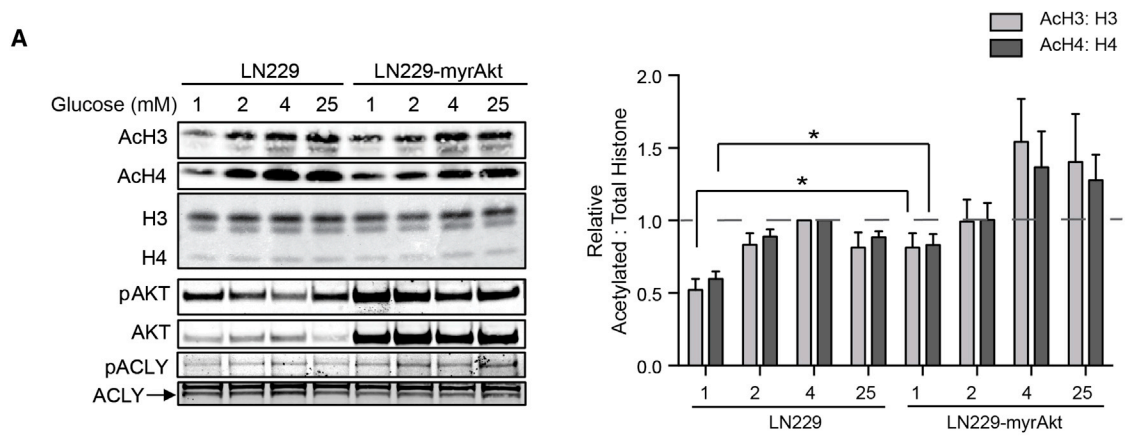 A
LN229 LN229-myrAkt
Glucose (mM) 1 2 4 25 1 2 4 25
AcH3
AcH4
H3
H4
pAKT
AKT
pACLY
ACLY
AcH3: H3
AcH4: H4
Relative
Acetylated : Total Histone
2.0
1.5
1.0
0.5
0.0
*
*
1 2 4 25 1 2 4 25
LN229 LN229-myrAkt